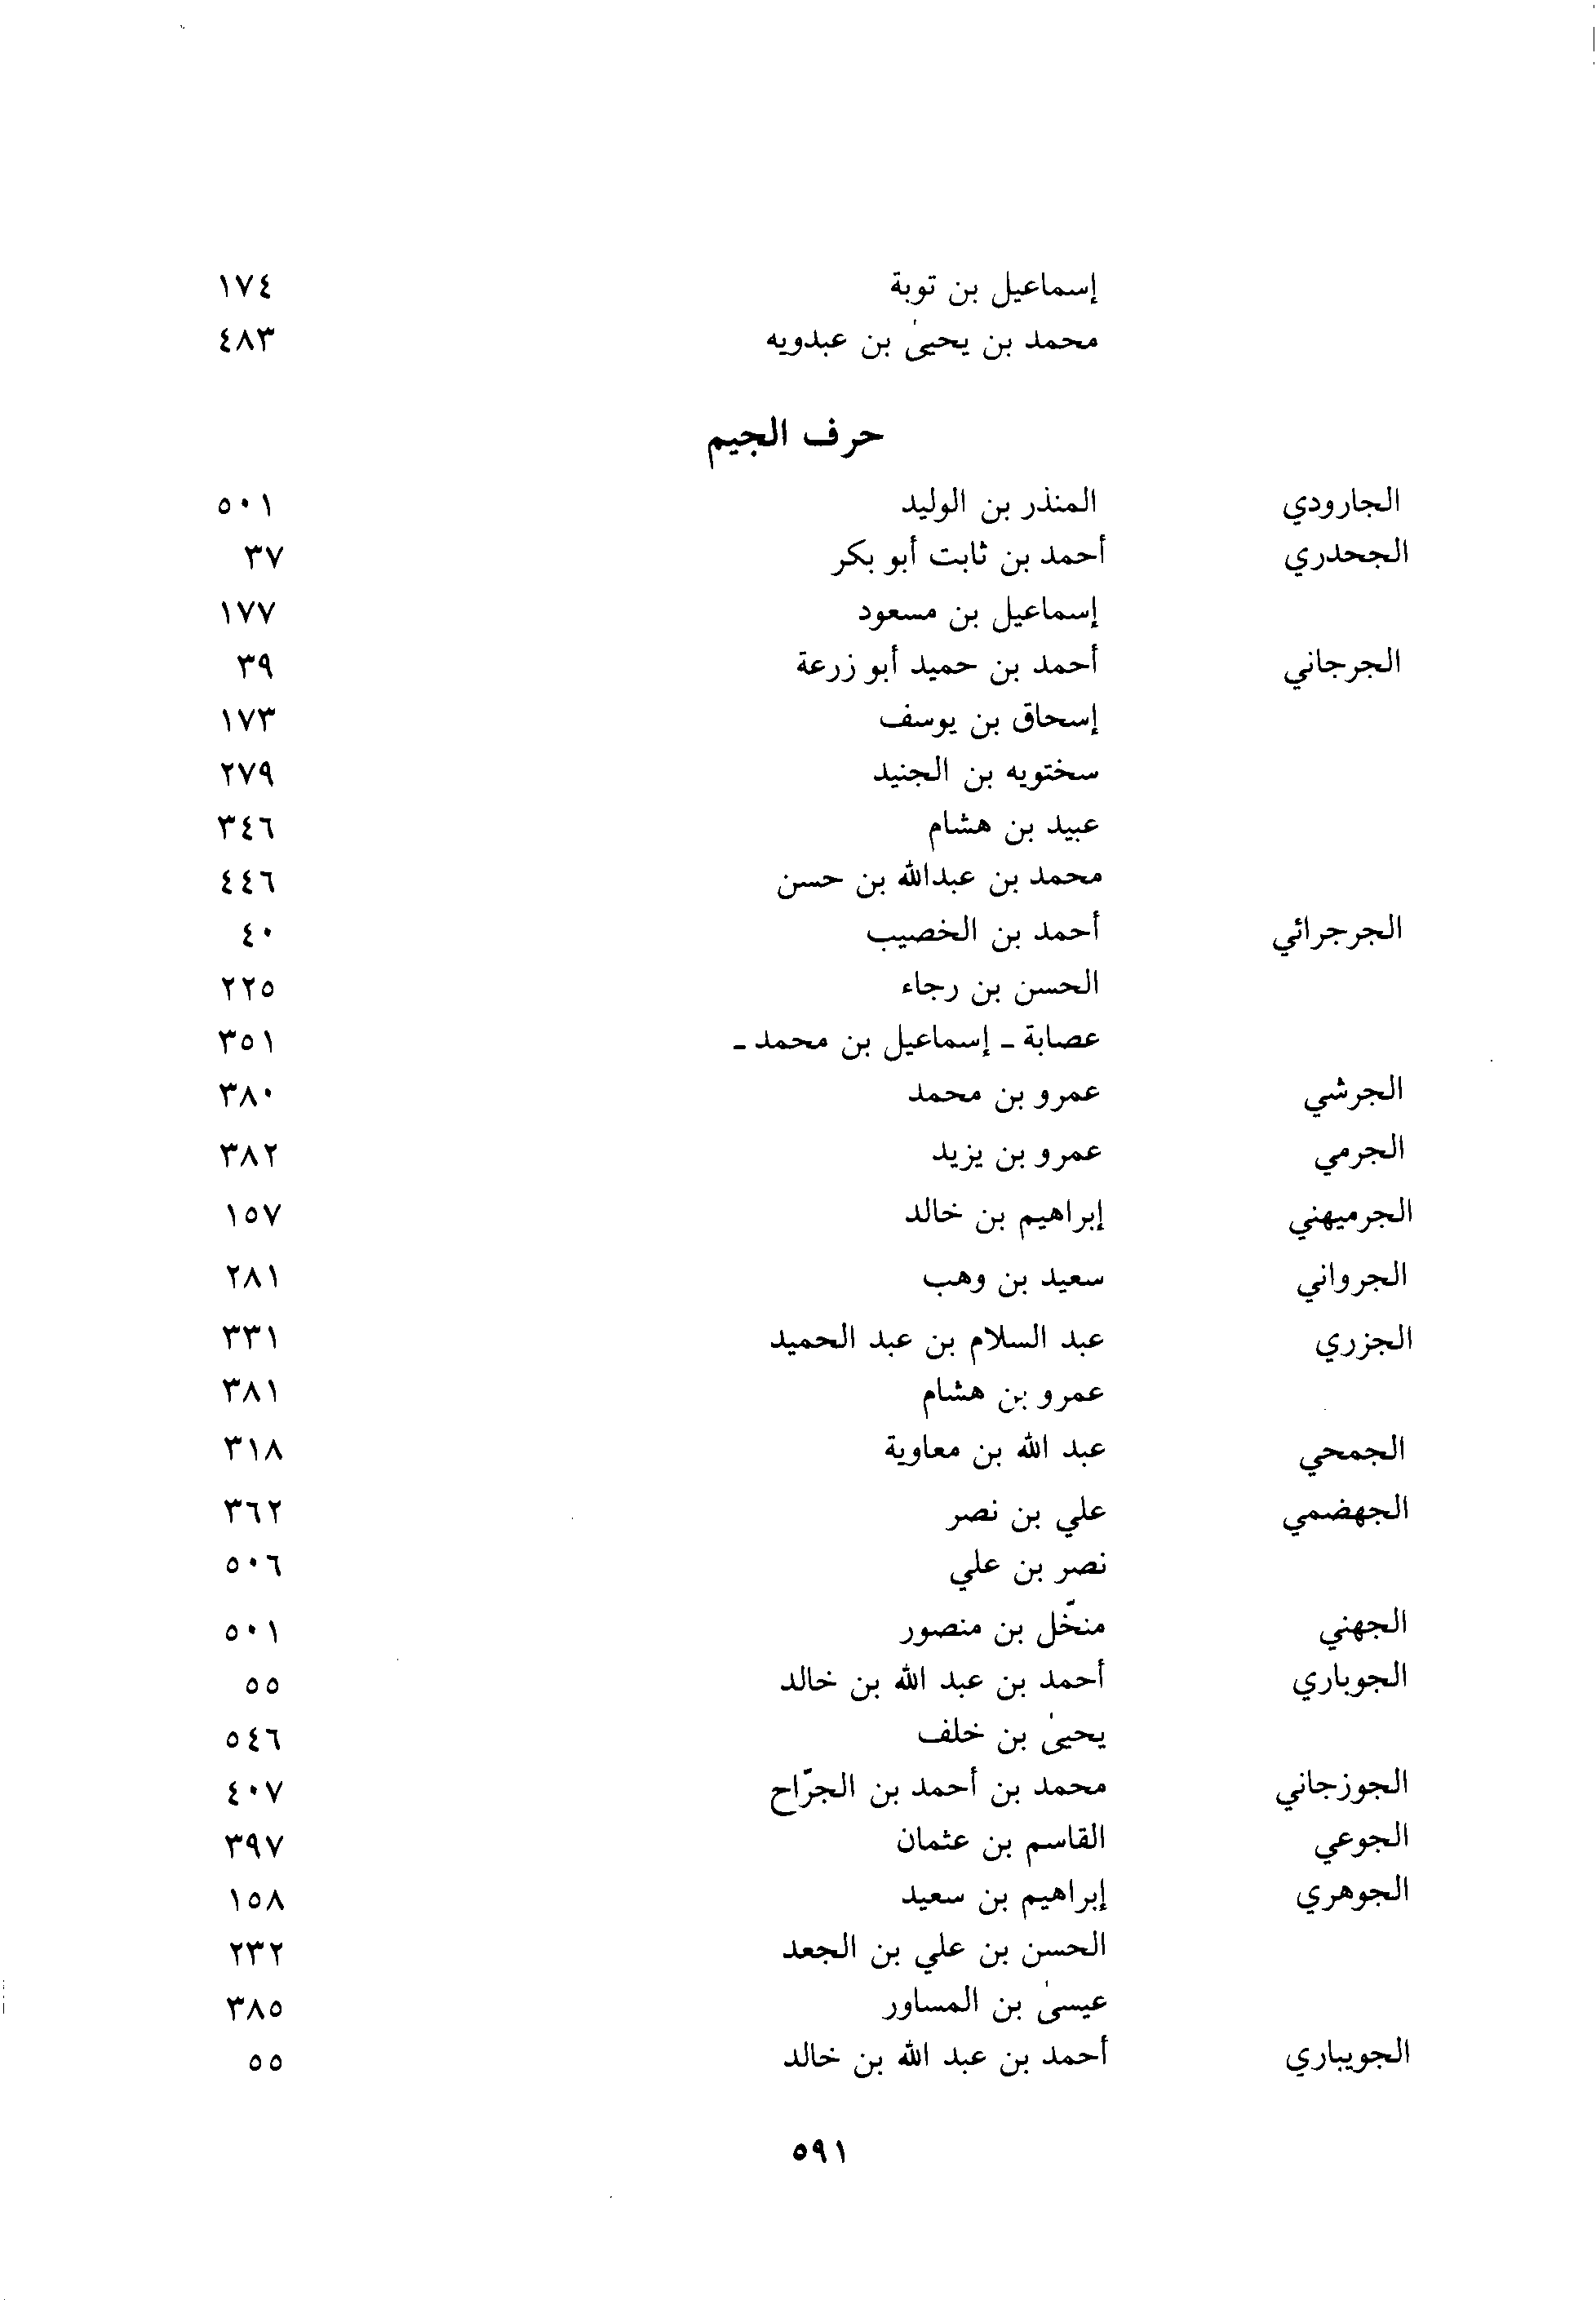 إسماعيل بن توبة ١٧٤
محمد بن يحيىٰ بن عبدويه ٤٨٣
حرف الجيم
الجارودي المنذر بن الوليد ٥٠١
الجحدري أحمد بن ثابت أبو بكر ٣٧
إسماعيل بن مسعود ١٧٧
الجرجاني أحمد بن حميد أبو زرعة ٣٩
إسحاق بن يوسف ١٧٣
سختويه بن الجنيد ٢٧٩
عبيد بن هشام ٣٤٦
محمد بن عبدالله بن حسن ٤٤٦
الجرجرائي أحمد بن الخصيب ٤٠
الحسن بن رجاء ٢٢٥
عصابة ـ إسماعيل بن محمد ـ ٣٥١
الجرشي عمرو بن محمد ٣٨٠
الجرمي عمرو بن يزيد ٣٨٢
الجرميهني إبراهيم بن خالد ١٥٧
الجرواني سعيد بن وهب ٢٨١
الجزري عبد السلام بن عبد الحميد ٣٣١
عمرو بن هشام ٣٨١
الجمحي عبد الله بن معاوية ٣١٨
الجهضمي علي بن نصر ٣٦٢
نصر بن علي ٥٠٦
الجهني منخّل بن منصور ٥٠١
الجوباري أحمد بن عبد الله بن خالد ٥٥
يحيىٰ بن خلف ٥٤٦
الجوزجاني محمد بن أحمد بن الجرّاح ٤٠٧
الجوعي القاسم بن عثمان ٣٩٧
الجوهري إبراهيم بن سعيد ١٥٨
الحسن بن علي بن الجعد ٢٣٢
عيسىٰ بن المساور ٣٨٥
الجويباري أحمد بن عبد الله بن خالد ٥٥
٥٩١